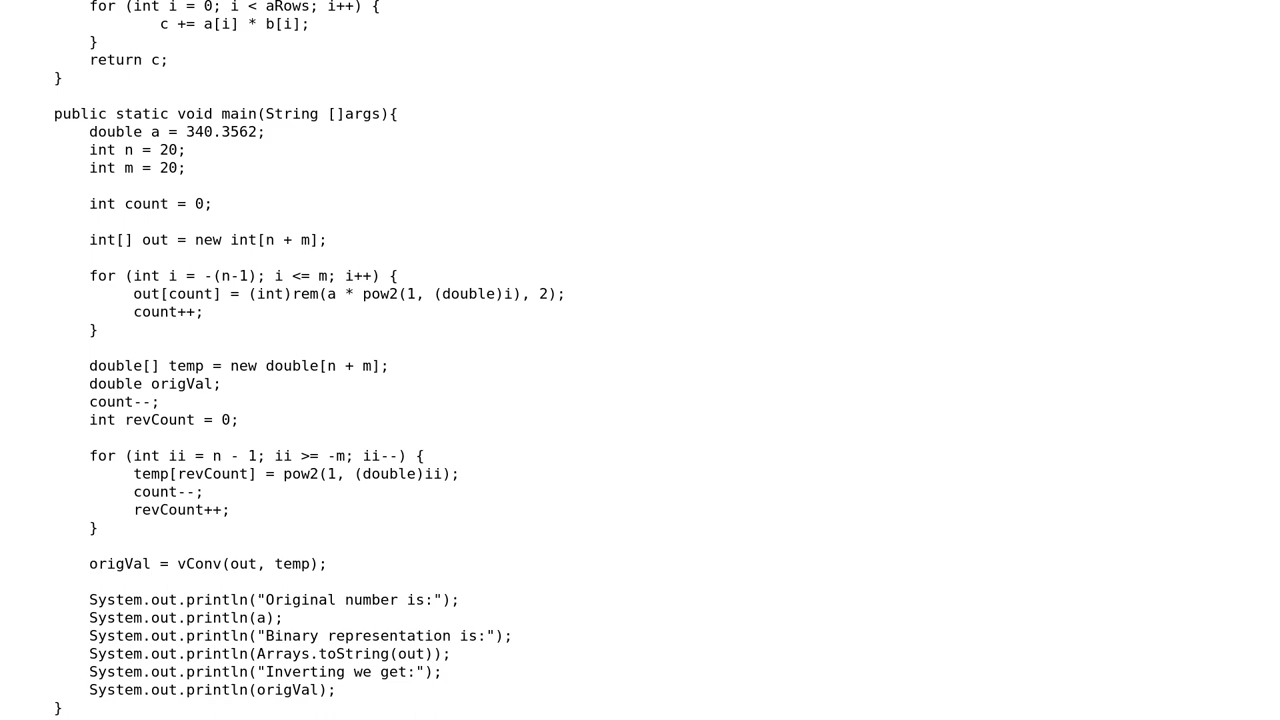 for (int i = 0; i < aRows; i++) {
c += a[i] * b[i];
}
return c;
}
public static void main(String []args){
double a = 340.3562;
int n = 20;
int m = 20;
int count = 0;
int[] out = new int[n + m];
for (int i = -(n-1); i <= m; i++) {
out[count] = (int)rem(a * pow2(1, (double)i), 2);
count++;
}
double[] temp = new double[n + m];
double origVal;
count--;
int revCount = 0;
for (int ii = n - 1; ii >= -m; ii--) {
temp[revCount] = pow2(1, (double)ii);
count--;
revCount++;
}
origVal = vConv(out, temp);
System.out.println("Original number is:");
System.out.println(a);
System.out.println("Binary representation is:");
System.out.println(Arrays.toString(out));
System.out.println("Inverting we get:");
System.out.println(origVal);
}